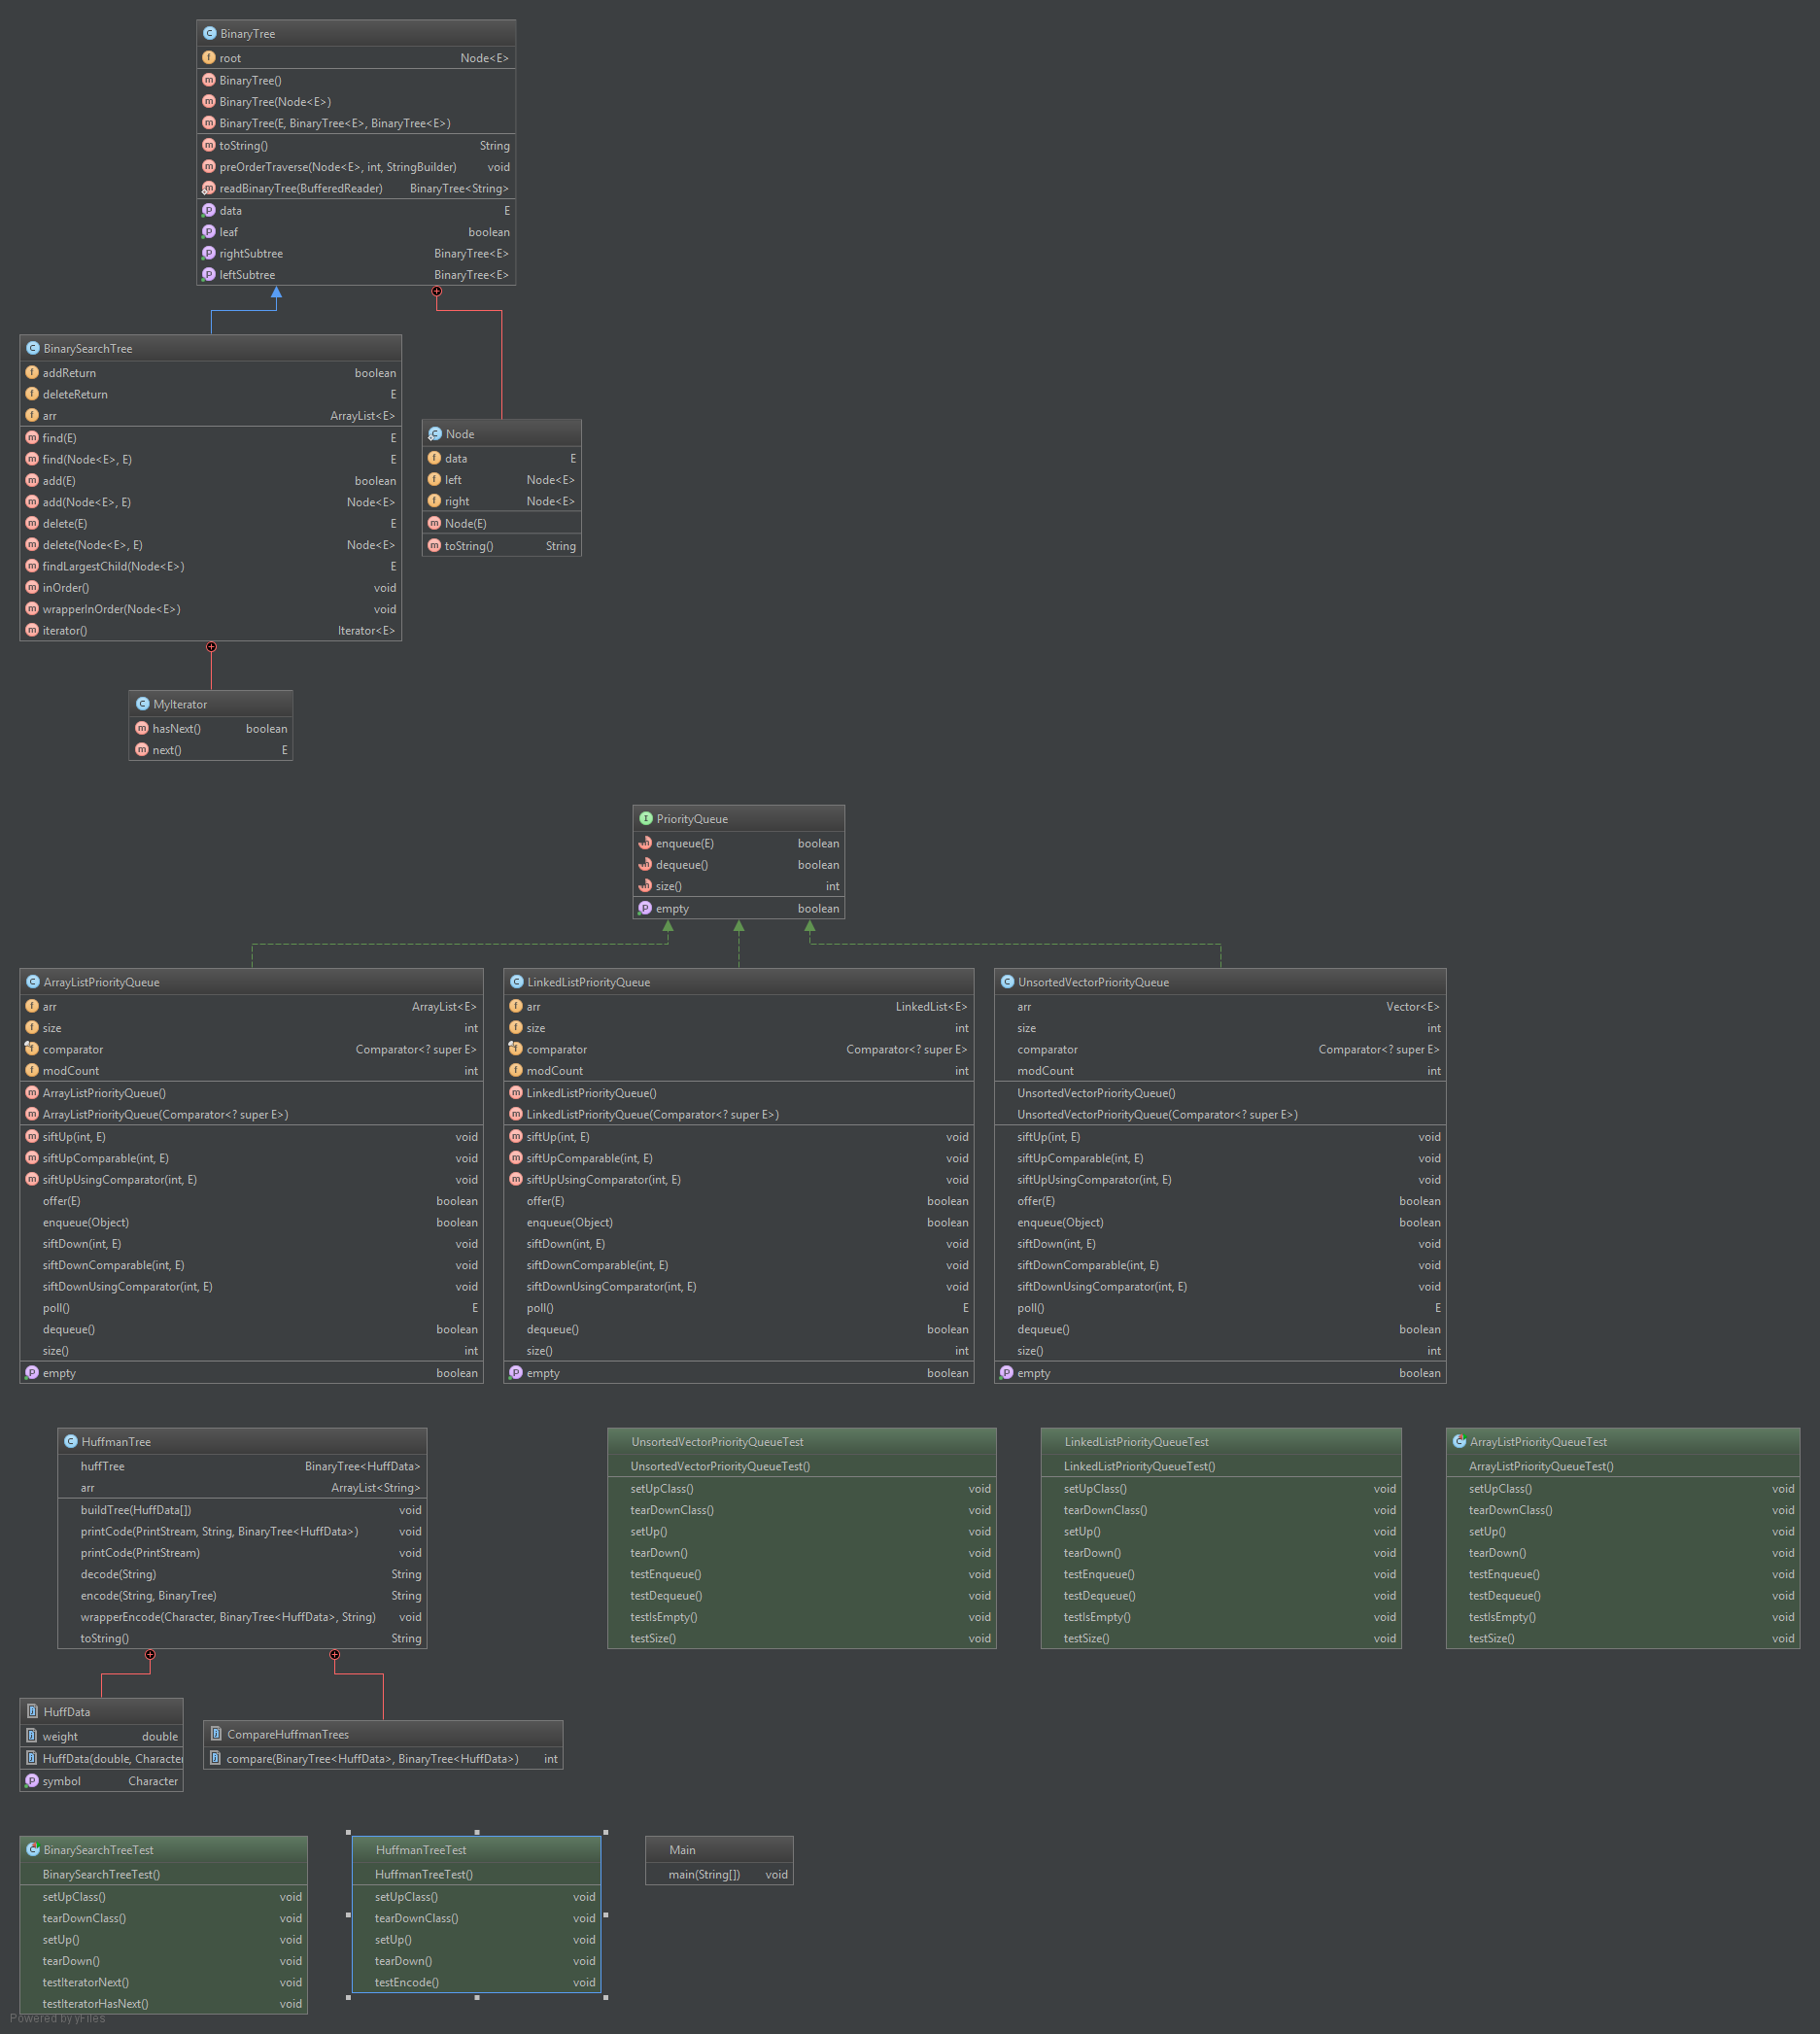 BinaryTree
root Node<E>
BinaryTree()
BinaryTree(Node<E>)
BinaryTree(E, BinaryTree<E>, BinaryTree<E>)
toString() String
preOrderTraverse(Node<E>, int, StringBuilder) void
readBinaryTree(BufferedReader) BinaryTree<String>
data E
leaf boolean
rightSubtree BinaryTree<E>
leftSubtree BinaryTree<E>
BinarySearchTree
addReturn boolean
deleteReturn E
arr ArrayList<E>
find(E) E
find(Node<E>, E) E
add(E) boolean
add(Node<E>, E) Node<E>
delete(E) E
delete(Node<E>, E) Node<E>
findLargestChild(Node<E>) E
inOrder() void
wrapperInOrder(Node<E>) void
iterator() Iterator<E>
Node
data E
left Node<E>
right Node<E>
Node(E)
toString() String
MyIterator
hasNext() boolean
next() E
PriorityQueue
enqueue(E) boolean
dequeue() boolean
size() int
empty boolean
ArrayListPriorityQueue
arr ArrayList<E>
size int
comparator Comparator<? super E>
modCount int
ArrayListPriorityQueue()
ArrayListPriorityQueue(Comparator<? super E>)
siftUp(int, E) void
siftUpComparable(int, E) void
siftUpUsingComparator(int, E) void
offer(E) boolean
enqueue(Object) boolean
siftDown(int, E) void
siftDownComparable(int, E) void
siftDownUsingComparator(int, E) void
poll() E
dequeue() boolean
size() int
empty boolean
LinkedListPriorityQueue
arr LinkedList<E>
size int
comparator Comparator<? super E>
modCount int
LinkedListPriorityQueue()
LinkedListPriorityQueue(Comparator<? super E>)
siftUp(int, E) void
siftUpComparable(int, E) void
siftUpUsingComparator(int, E) void
offer(E) boolean
enqueue(Object) boolean
siftDown(int, E) void
siftDownComparable(int, E) void
siftDownUsingComparator(int, E) void
poll() E
dequeue() boolean
size() int
empty boolean
UnsortedVectorPriorityQueue
arr Vector<E>
size int
comparator Comparator<? super E>
modCount int
UnsortedVectorPriorityQueue()
UnsortedVectorPriorityQueue(Comparator<? super E>)
siftUp(int, E) void
siftUpComparable(int, E) void
siftUpUsingComparator(int, E) void
offer(E) boolean
enqueue(Object) boolean
siftDown(int, E) void
siftDownComparable(int, E) void
siftDownUsingComparator(int, E) void
poll() E
dequeue() boolean
size() int
empty boolean
HuffmanTree
huffTree BinaryTree<HuffData>
arr ArrayList<String>
buildTree(HuffData[]) void
printCode(PrintStream, String, BinaryTree<HuffData>) void
printCode(PrintStream) void
decode(String) String
encode(String, BinaryTree) String
wrapperEncode(Character, BinaryTree<HuffData>, String) void
toString() String
UnsortedVectorPriorityQueueTest
UnsortedVectorPriorityQueueTest()
setUpClass() void
tearDownClass() void
setUp() void
tearDown() void
testEnqueue() void
testDequeue() void
testIsEmpty() void
testSize() void
LinkedListPriorityQueueTest
LinkedListPriorityQueueTest()
setUpClass() void
tearDownClass() void
setUp() void
tearDown() void
testEnqueue() void
testDequeue() void
testIsEmpty() void
testSize() void
ArrayListPriorityQueueTest
ArrayListPriorityQueueTest()
setUpClass() void
tearDownClass() void
setUp() void
tearDown() void
testEnqueue() void
testDequeue() void
testIsEmpty() void
testSize() void
HuffData
weight double
HuffData(double, Character
symbol Character
CompareHuffmanTrees
compare(BinaryTree<HuffData>, BinaryTree<HuffData>) int
BinarySearchTreeTest
BinarySearchTreeTest()
setUpClass() void
tearDownClass() void
setUp() void
tearDown() void
testIteratorNext() void
testIteratorHasNext() void
HuffmanTreeTest
HuffmanTreeTest()
setUpClass() void
tearDownClass() void
setUp() void
tearDown() void
testEncode() void
Main
main(String[]) void
Powered by yFiles